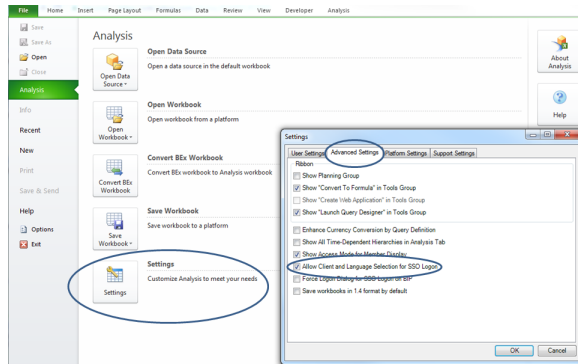 File Home Insert Page Layout Formulas Data Review View Developer Analysis
Save
Save As
Open
Close
Analysis
Info
Recent
New
Print
Save & Send
Help
Options
Exit
Analysis
Open Data
Source
Open Data Source
Open a data source in the default workbook
Open
Workbook
Open Workbook
Open workbook from a platform
Convert BEx
Workbook
Convert BEx Workbook
Convert BEx workbook to Analysis workbook
Save
Workbook
Save Workbook
Save workbook to a platform
Settings
Settings
Customize Analysis to meet your needs
About
Analysis
Help
Settings
User Settings Advanced Settings Platform Settings Support Settings
Ribbon
Show Planning Group
Show "Convert To Formula" in Tools Group
Show "Create Web Application" in Tools Group
Show "Launch Query Designer" in Tools Group
Enhance Currency Conversion by Query Definition
Show All Time-Dependent Hierarchies in Analysis Tab
Show Access Mode for Member Display
Allow Client and Language Selection for SSO Logon
Force Logon Dialog for SSO Logon on BIP
Save workbooks in 1.4 format by default
OK Cancel